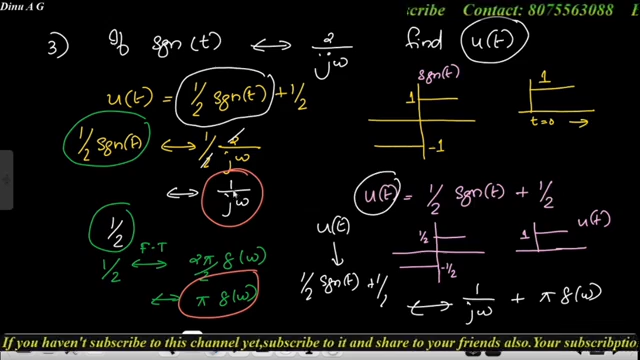 Dinu A G
scribe Contact : 8075563088 En
3) If sgn(t) ↔ 2/jω find u(t)
u(t) = 1/2 sgn(t) + 1/2
sgn(t)
1
-1
1
t=0 →
1/2 sgn(t) ↔ 1/2 2/jω
↔ 1/jω
u(t) = 1/2 sgn(t) + 1/2
1/2
-1/2
1
u(t)
1/2
1/2 F.T ↔ 2π/2 δ(ω)
↔ π δ(ω)
u(t)
↓
1/2 sgn(t) + 1/2 ↔ 1/jω + π δ(ω)
If you haven't subscribe to this channel yet,subscribe to it and share to your friends also.Your subscribptio